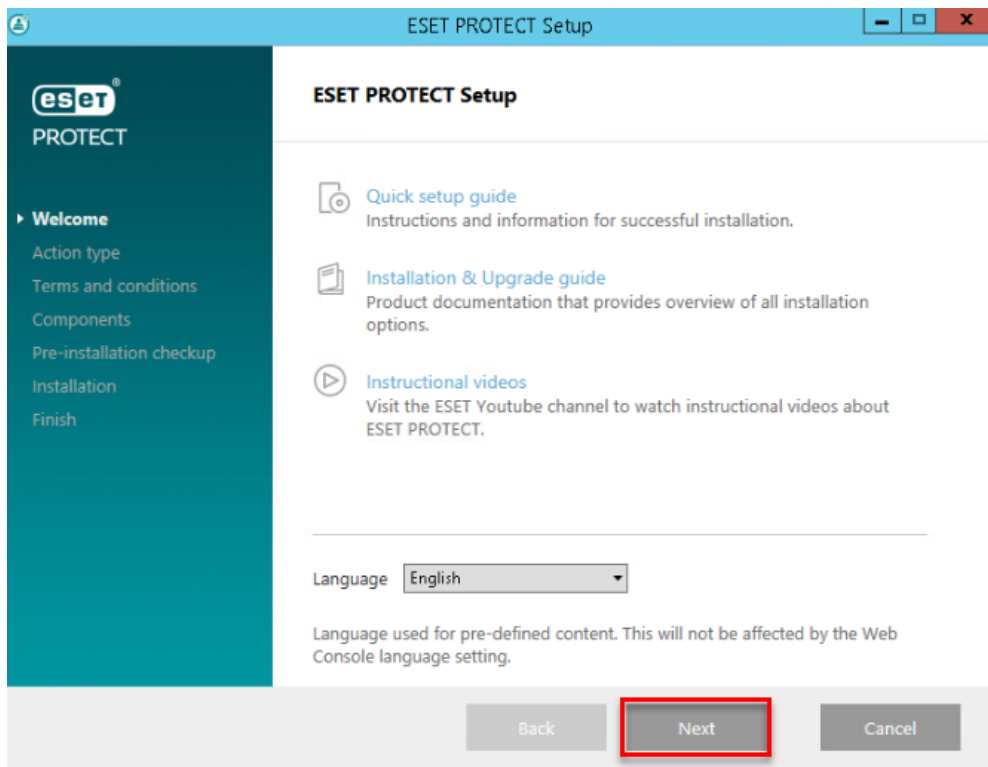 ESET PROTECT Setup
eset®
PROTECT
Welcome
Action type
Terms and conditions
Components
Pre-installation checkup
Installation
Finish
ESET PROTECT Setup
Quick setup guide
Instructions and information for successful installation.
Installation & Upgrade guide
Product documentation that provides overview of all installation
options.
Instructional videos
Visit the ESET Youtube channel to watch instructional videos about
ESET PROTECT.
Language English
Language used for pre-defined content. This will not be affected by the Web
Console language setting.
Back Next Cancel